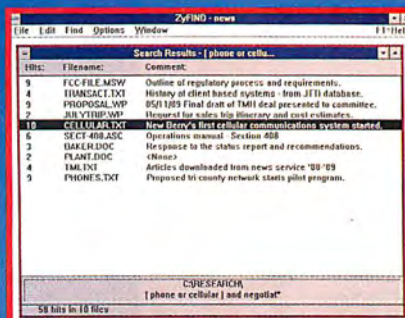 ZyFIND - news
File Edit Find Options Window F1=Help
Search Results - [ phone or cellu...
Hits: Filename: Comment:
9 FCC-FILE.MSW Outline of regulatory process and requirements.
4 TRANSACT.TXT History of client based systems - from JTTI database.
9 PROPOSAL.WP 05/11/89 Final draft of TMH deal presented to committee.
2 JULYTRIP.WP Request for sales trip itinerary and cost estimates.
10 CELLULAR.TXT New Berry's first cellular communications system started.
6 SECT-408.ASC Operations manual - Section 408
3 BAKER.DOC Response to the status report and recommendations.
2 PLANT.DOC <None>
4 TMI.TXT Articles downloaded from news service '88-'89
9 PHONES.TXT Proposed tri county network starts pilot program.
C:\RESEARCH\
[ phone or cellular ] and negotiat*
58 hits in 10 files